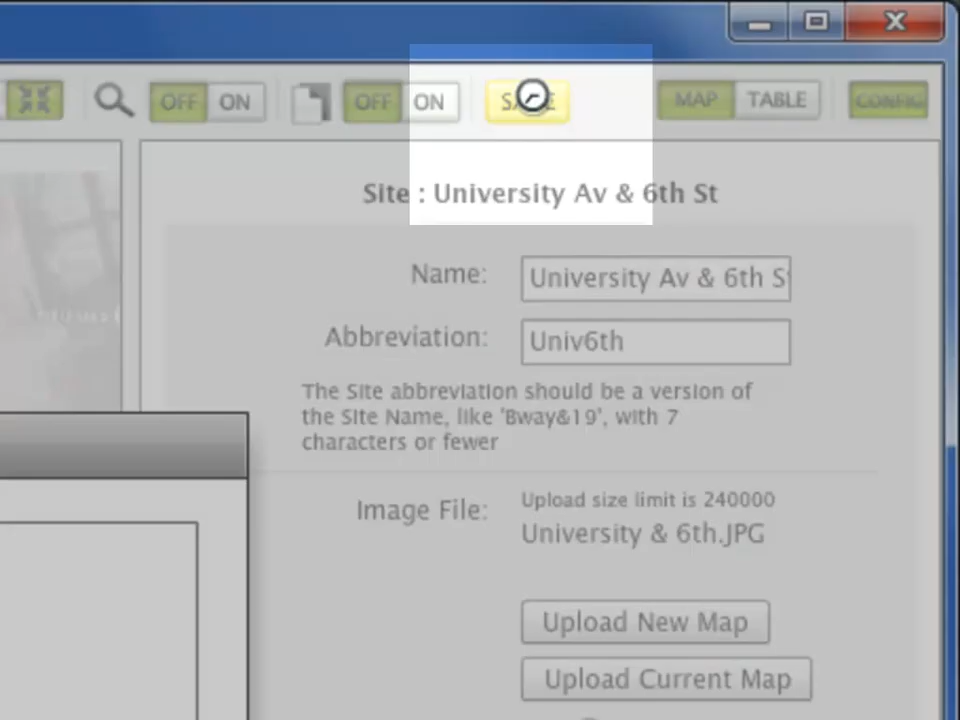 OFF ON OFF ON SAVE MAP TABLE CONFIG
Site : University Av & 6th St
Name: University Av & 6th S
Abbreviation: Univ6th
The Site abbreviation should be a version of
the Site Name, like 'Bway&19', with 7
characters or fewer
Image File: Upload size limit is 240000
University & 6th.JPG
Upload New Map
Upload Current Map